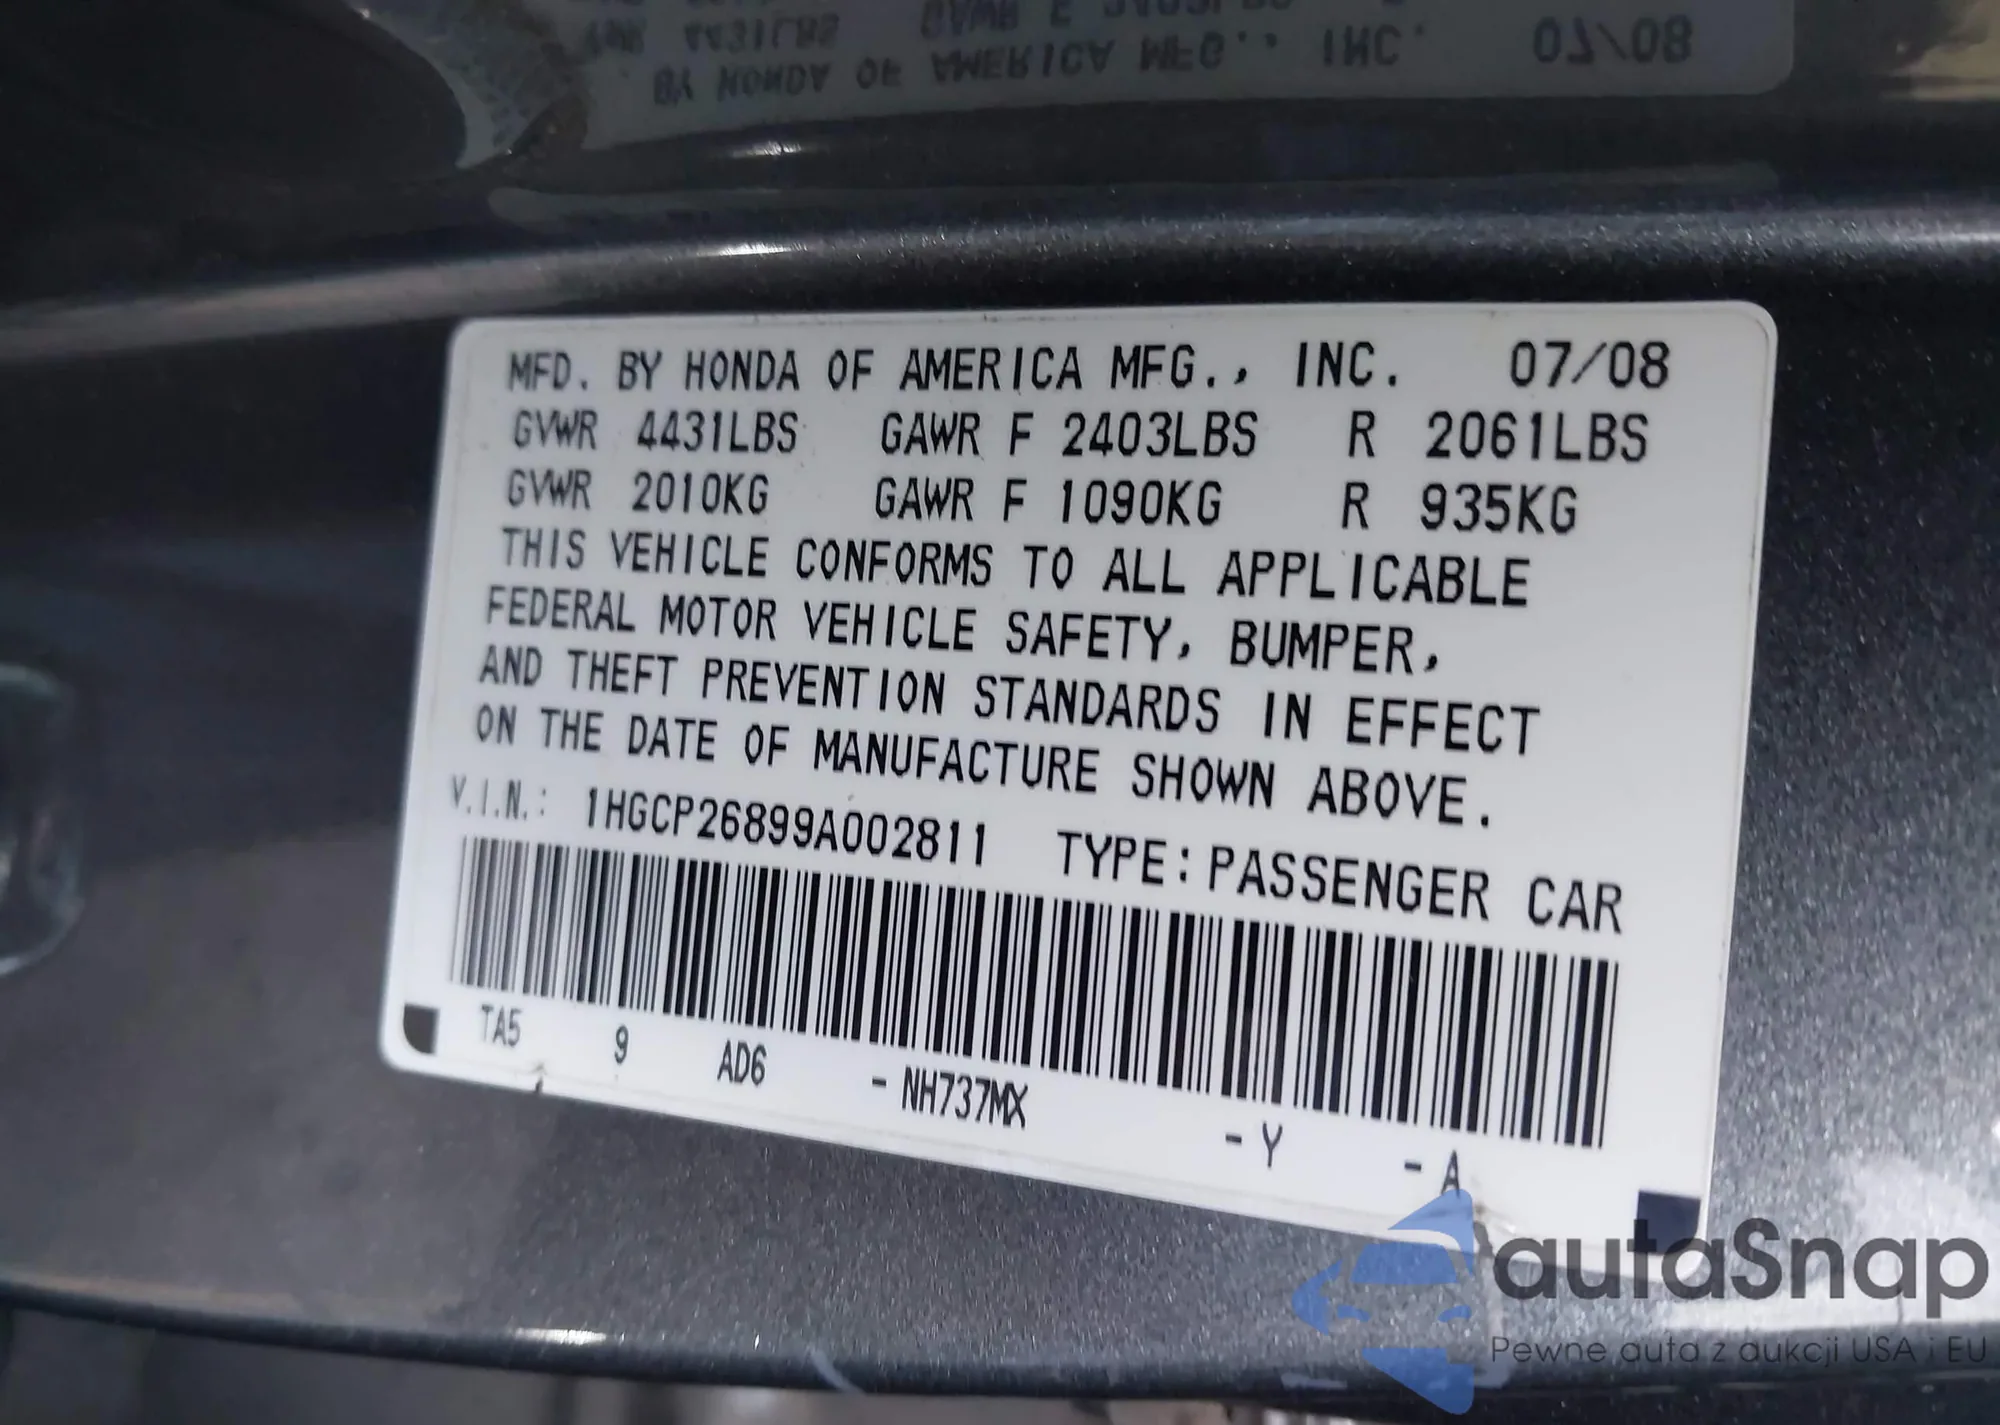 MFD. BY HONDA OF AMERICA MFG., INC. 07/08
GVWR 4431LBS GAWR F 2403LBS R 2061LBS
GVWR 2010KG GAWR F 1090KG R 935KG
THIS VEHICLE CONFORMS TO ALL APPLICABLE
FEDERAL MOTOR VEHICLE SAFETY, BUMPER,
AND THEFT PREVENTION STANDARDS IN EFFECT
ON THE DATE OF MANUFACTURE SHOWN ABOVE.
V.I.N.: 1HGCP26899A002811 TYPE: PASSENGER CAR
TA5 9 AD6 -NH737MX -Y -A
autaSnap
Pewne auta z aukcji USA i EU